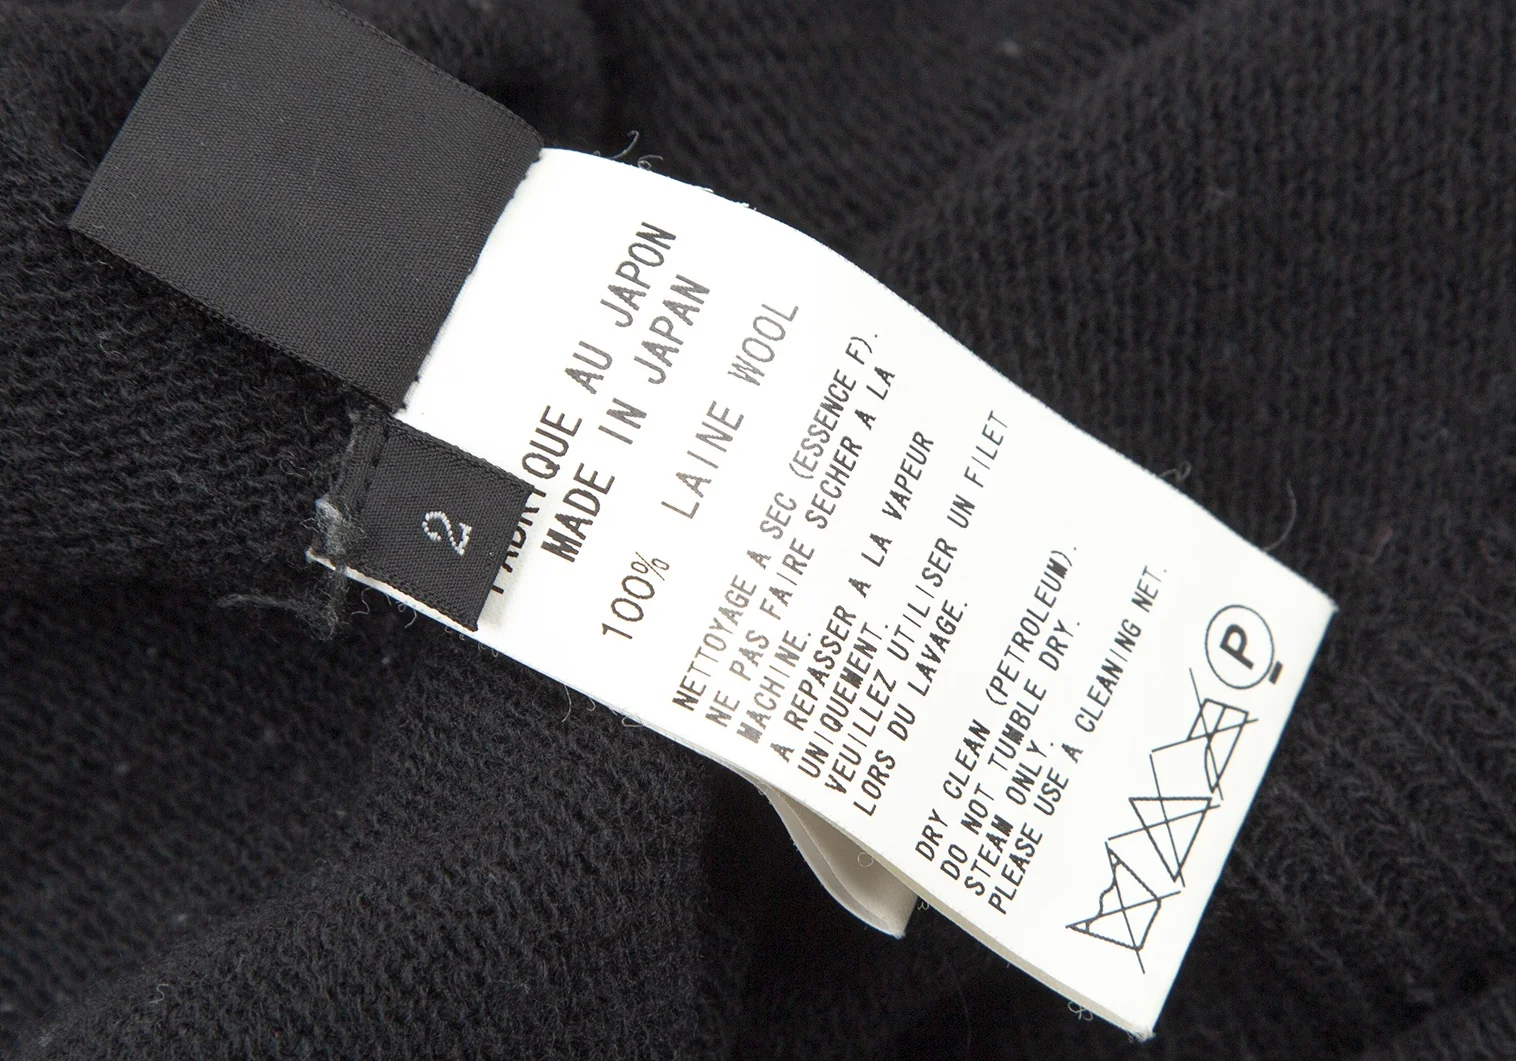 FABRIQUE AU JAPON
MADE IN JAPAN
2
100% LAINE WOOL
NETTOYAGE A SEC (ESSENCE F).
NE PAS FAIRE SECHER A LA
MACHINE.
A REPASSER A LA VAPEUR
UNIQUEMENT.
VEUILLEZ UTILISER UN FILET
LORS DU LAVAGE.
DRY CLEAN (PETROLEUM).
DO NOT TUMBLE DRY.
STEAM ONLY.
PLEASE USE A CLEANING NET.
P